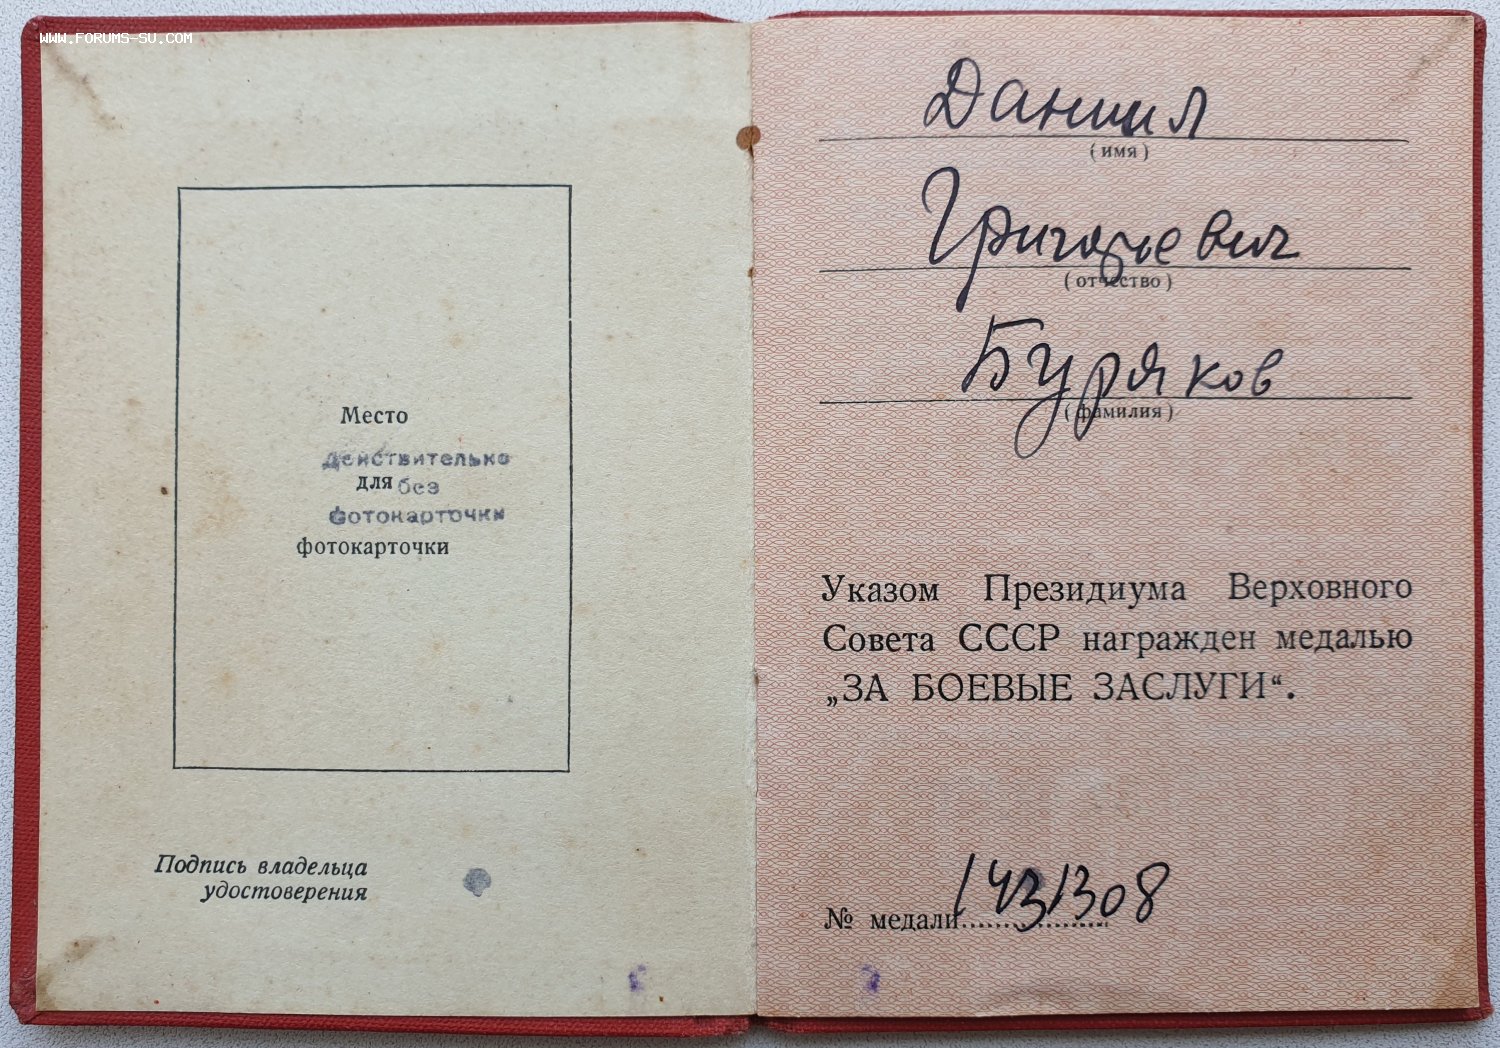 WWW.FORUMS-SU.COM
Место
Действительно
для без
фотокарточки
фотокарточки
Подпись владельца
удостоверения
Даниил
(имя)
Григорьевич
(отчество)
Буряков
(фамилия)
Указом Президиума Верховного
Совета СССР награжден медалью
„ЗА БОЕВЫЕ ЗАСЛУГИ“.
№ медали 1431308